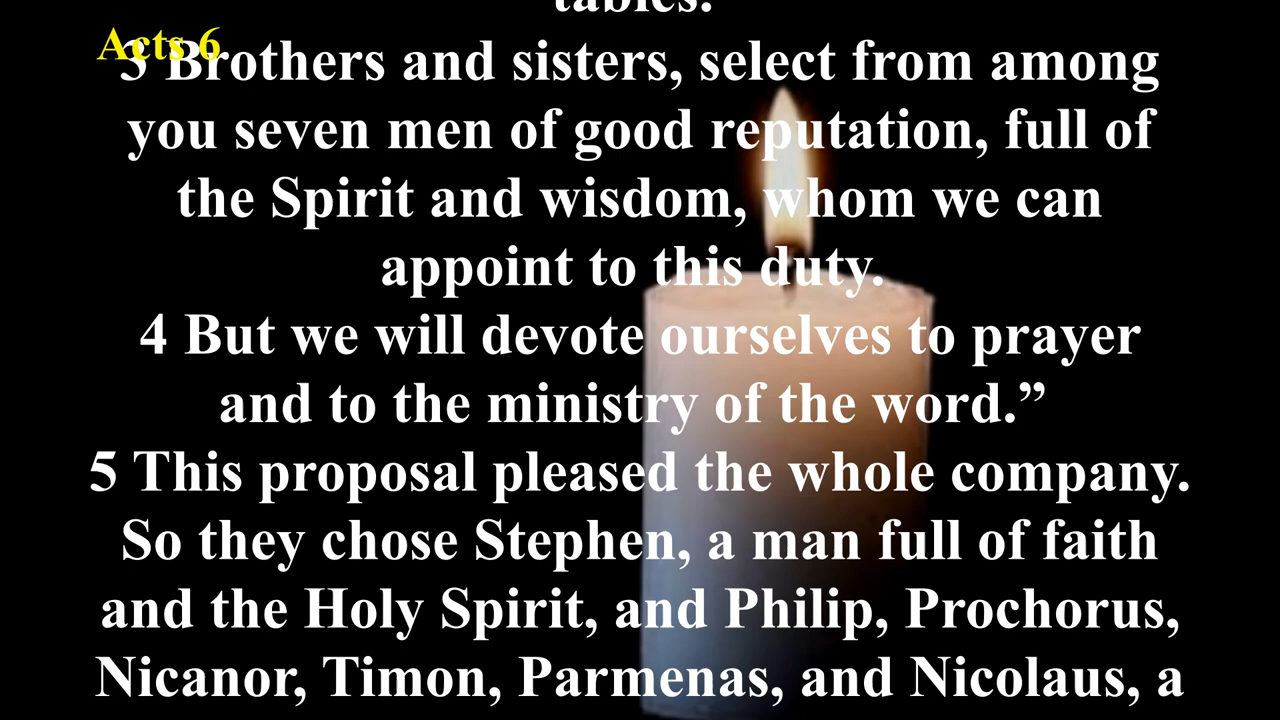 tables.
Acts 6
3 Brothers and sisters, select from among
you seven men of good reputation, full of
the Spirit and wisdom, whom we can
appoint to this duty.
4 But we will devote ourselves to prayer
and to the ministry of the word.”
5 This proposal pleased the whole company.
So they chose Stephen, a man full of faith
and the Holy Spirit, and Philip, Prochorus,
Nicanor, Timon, Parmenas, and Nicolaus, a